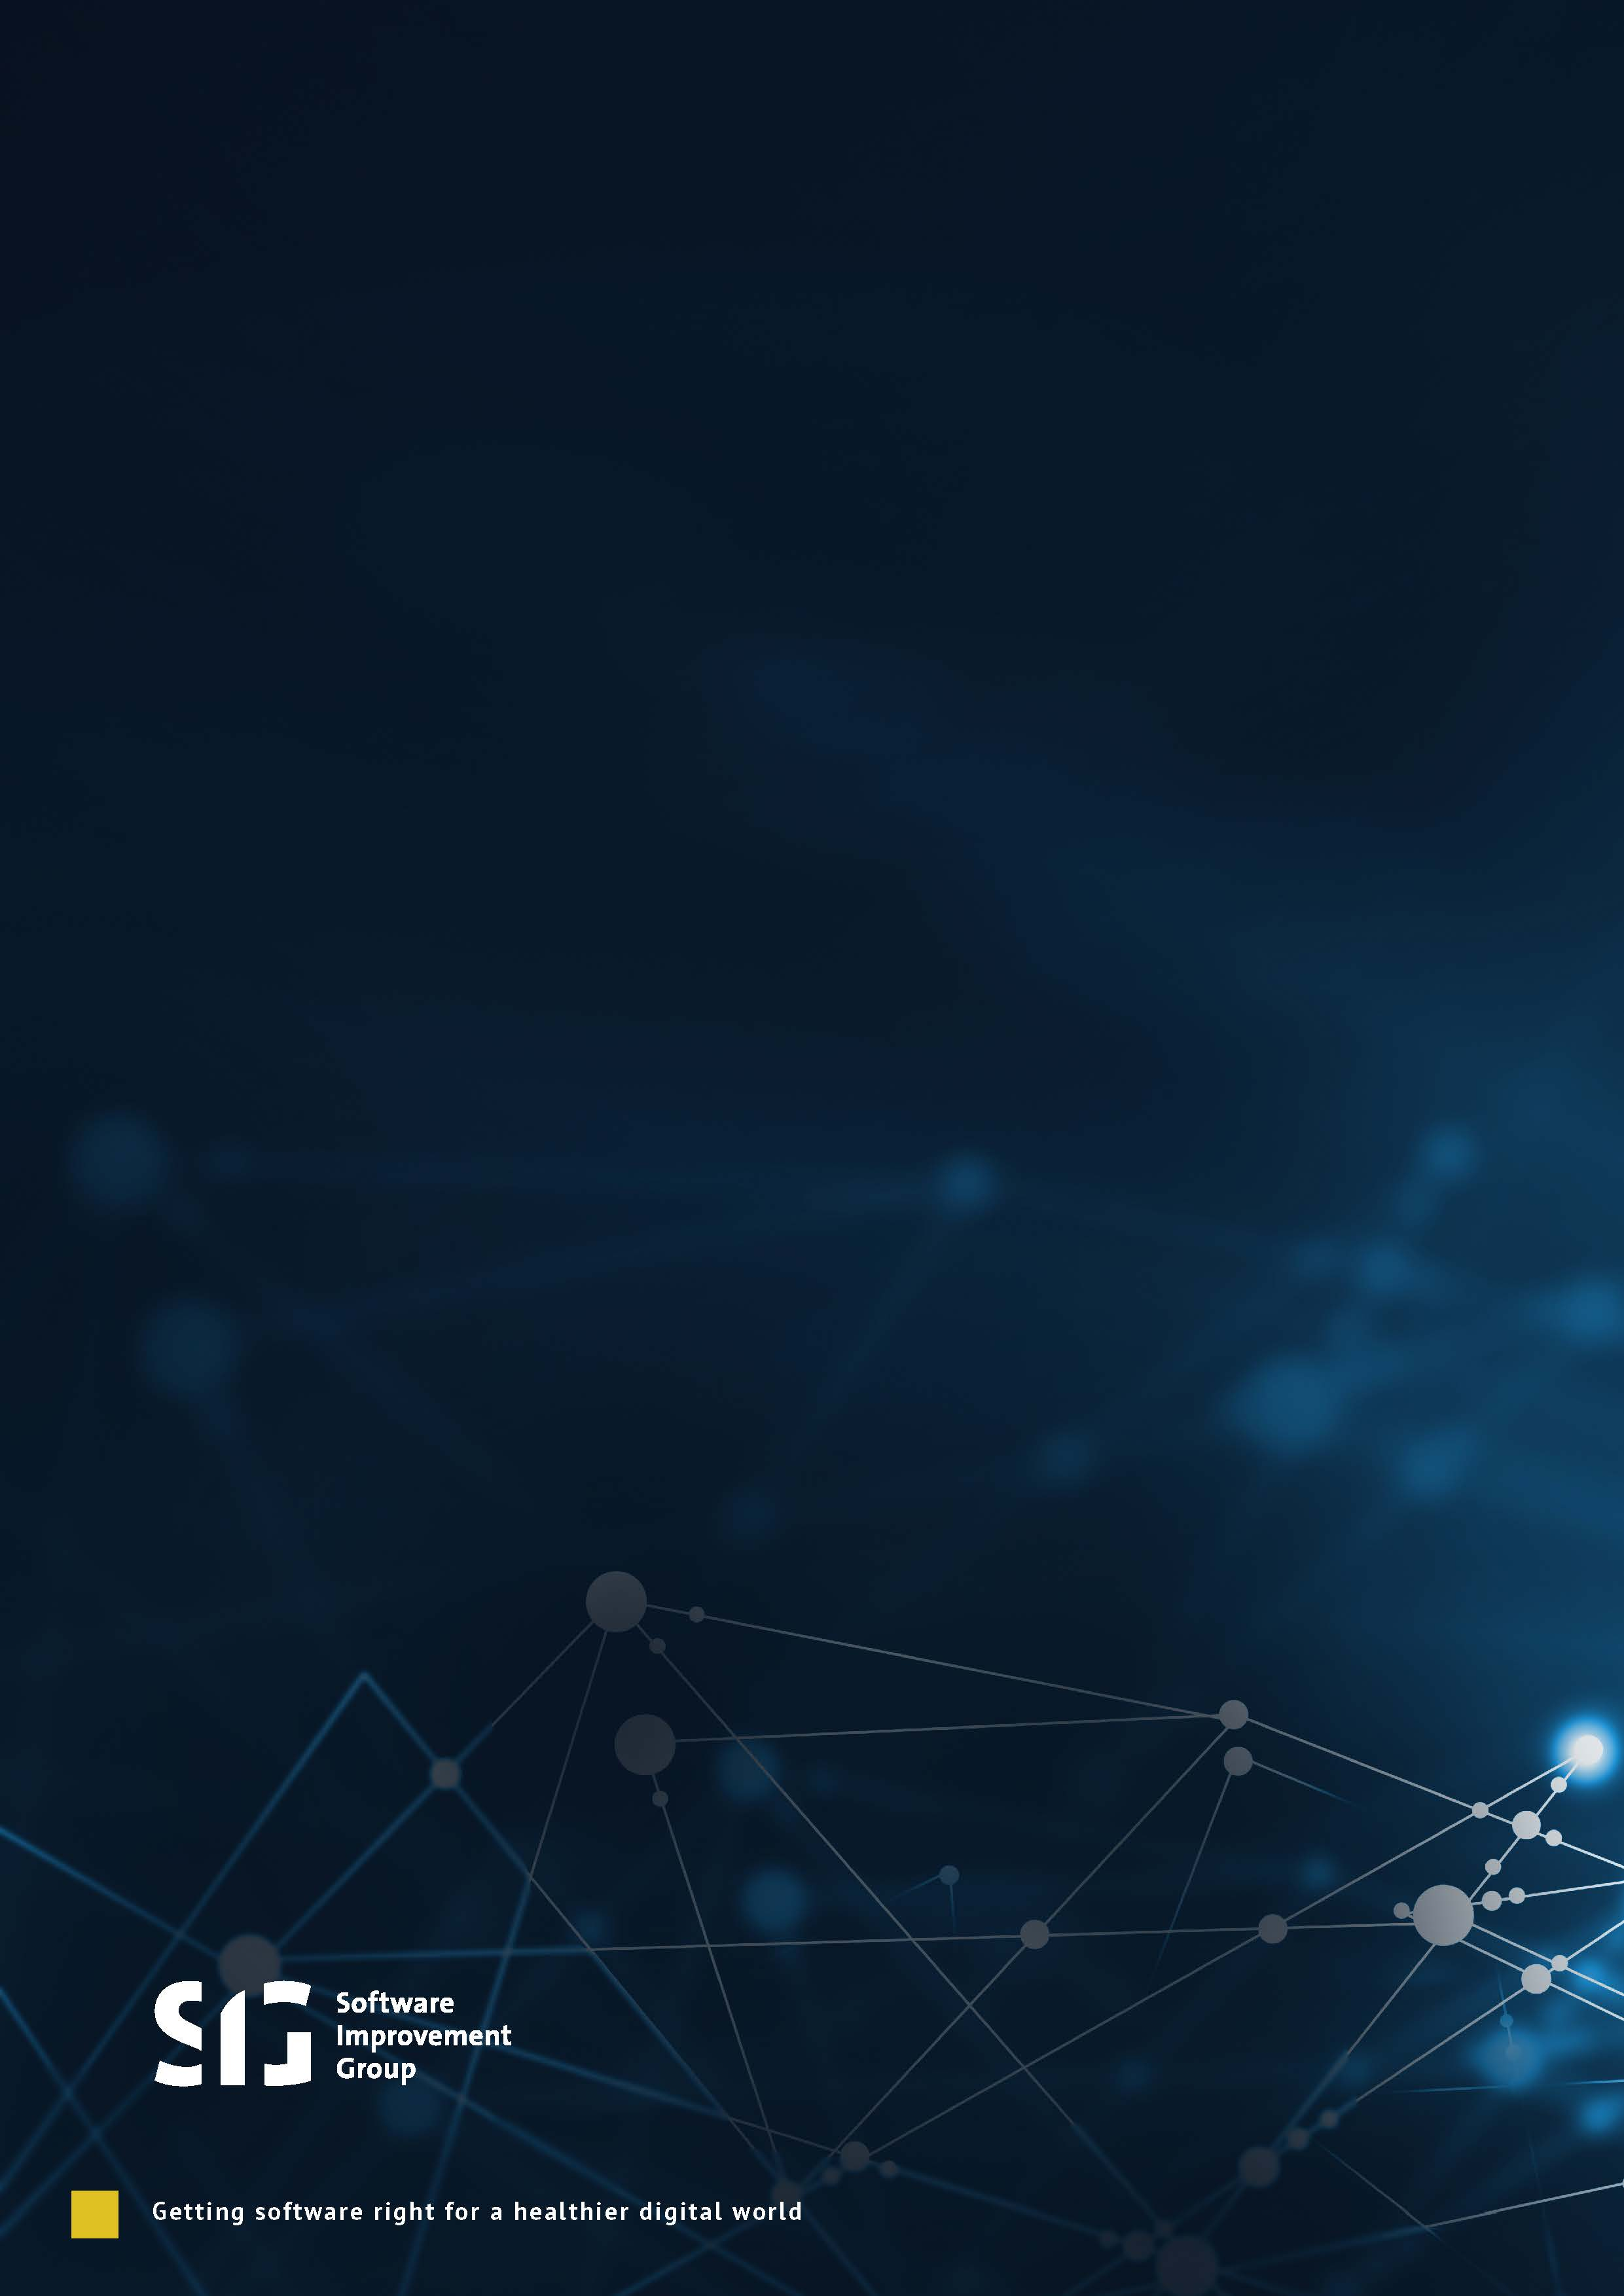 SIG
Software
Improvement
Group
Getting software right for a healthier digital world